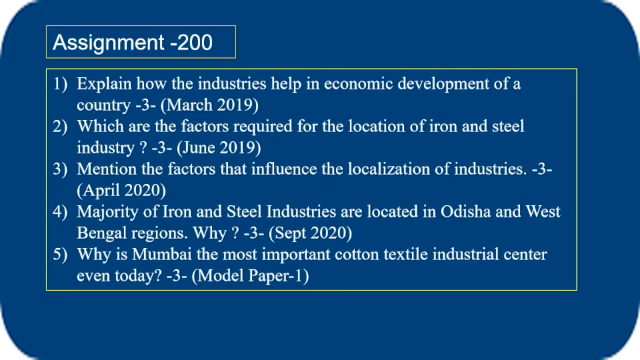 Assignment -200
1) Explain how the industries help in economic development of a
country -3- (March 2019)
2) Which are the factors required for the location of iron and steel
industry ? -3- (June 2019)
3) Mention the factors that influence the localization of industries. -3-
(April 2020)
4) Majority of Iron and Steel Industries are located in Odisha and West
Bengal regions. Why ? -3- (Sept 2020)
5) Why is Mumbai the most important cotton textile industrial center
even today? -3- (Model Paper-1)